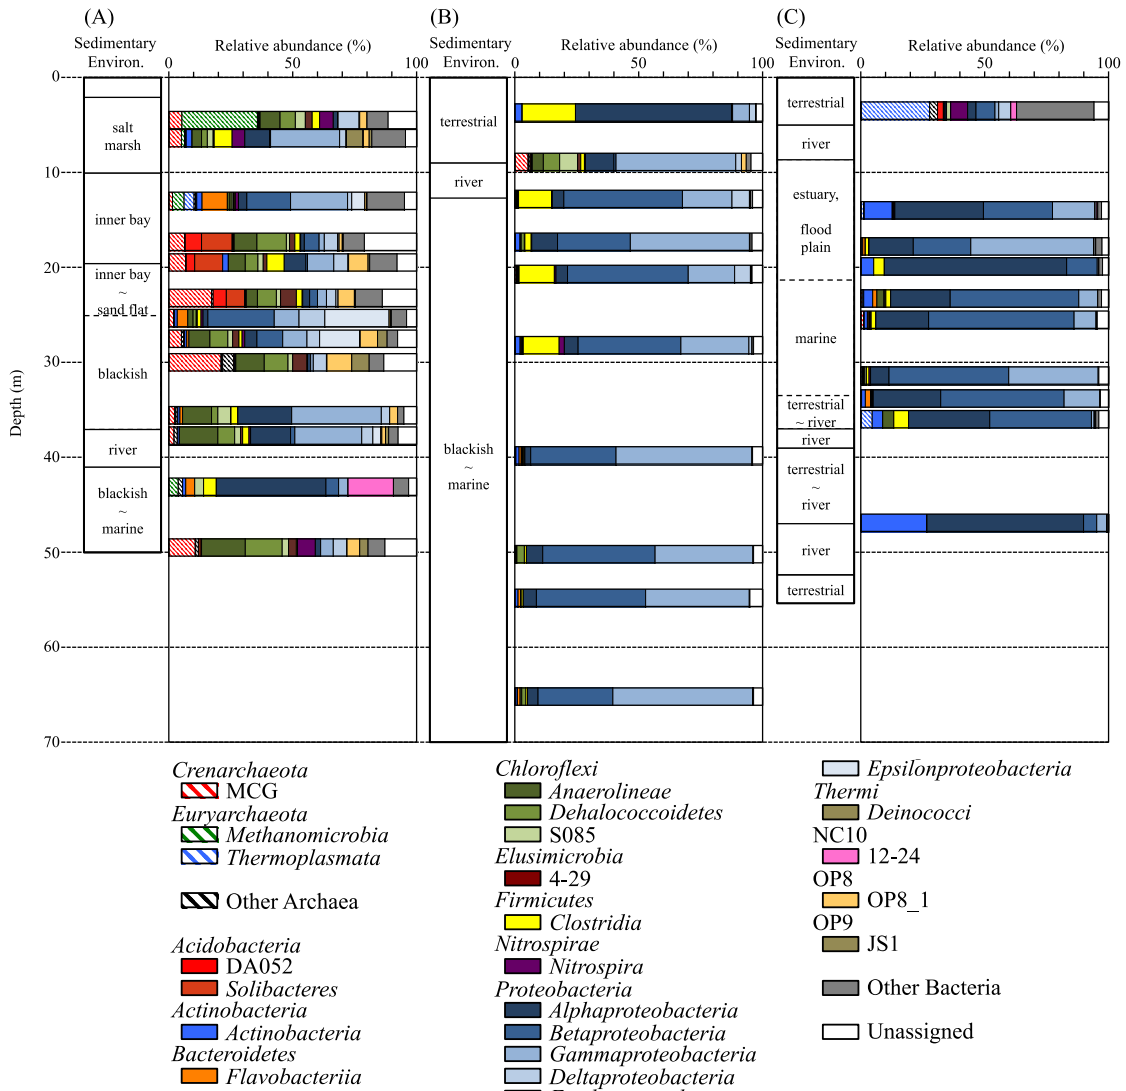 (A)
(B)
(C)
Sedimentary
Environ.
Relative abundance (%)
Sedimentary
Environ.
Relative abundance (%)
Sedimentary
Environ.
Relative abundance (%)
0
50
100
0
50
100
0
50
100
Depth (m)
0
10
20
30
40
50
60
70
salt
marsh
inner bay
inner bay
~
sand flat
blackish
river
blackish
~
marine
terrestrial
river
blackish
~
marine
terrestrial
river
estuary,
flood
plain
marine
terrestrial
~ river
river
terrestrial
~
river
river
terrestrial
Crenarchaeota
MCG
Euryarchaeota
Methanomicrobia
Thermoplasmata
Other Archaea
Acidobacteria
DA052
Solibacteres
Actinobacteria
Actinobacteria
Bacteroidetes
Flavobacteriia
Chloroflexi
Anaerolineae
Dehalococcoidetes
S085
Elusimicrobia
4-29
Firmicutes
Clostridia
Nitrospirae
Nitrospira
Proteobacteria
Alphaproteobacteria
Betaproteobacteria
Gammaproteobacteria
Deltaproteobacteria
Epsilonproteobacteria
Thermi
Deinococci
NC10
12-24
OP8
OP8_1
OP9
JS1
Other Bacteria
Unassigned